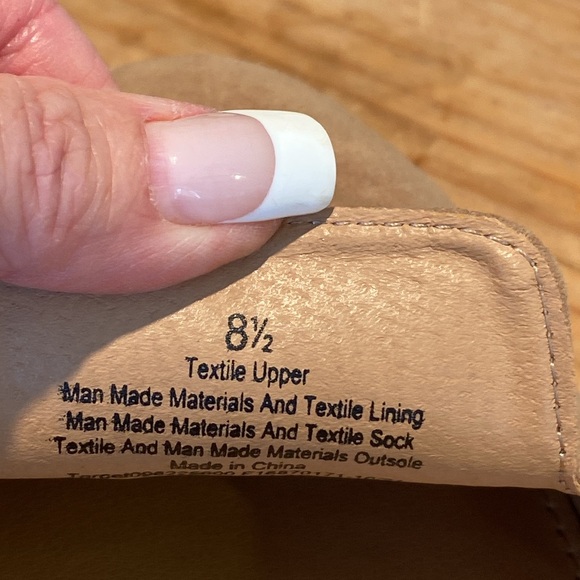 8½
Textile Upper
Man Made Materials And Textile Lining
Man Made Materials And Textile Sock
Textile And Man Made Materials Outsole
Made in China